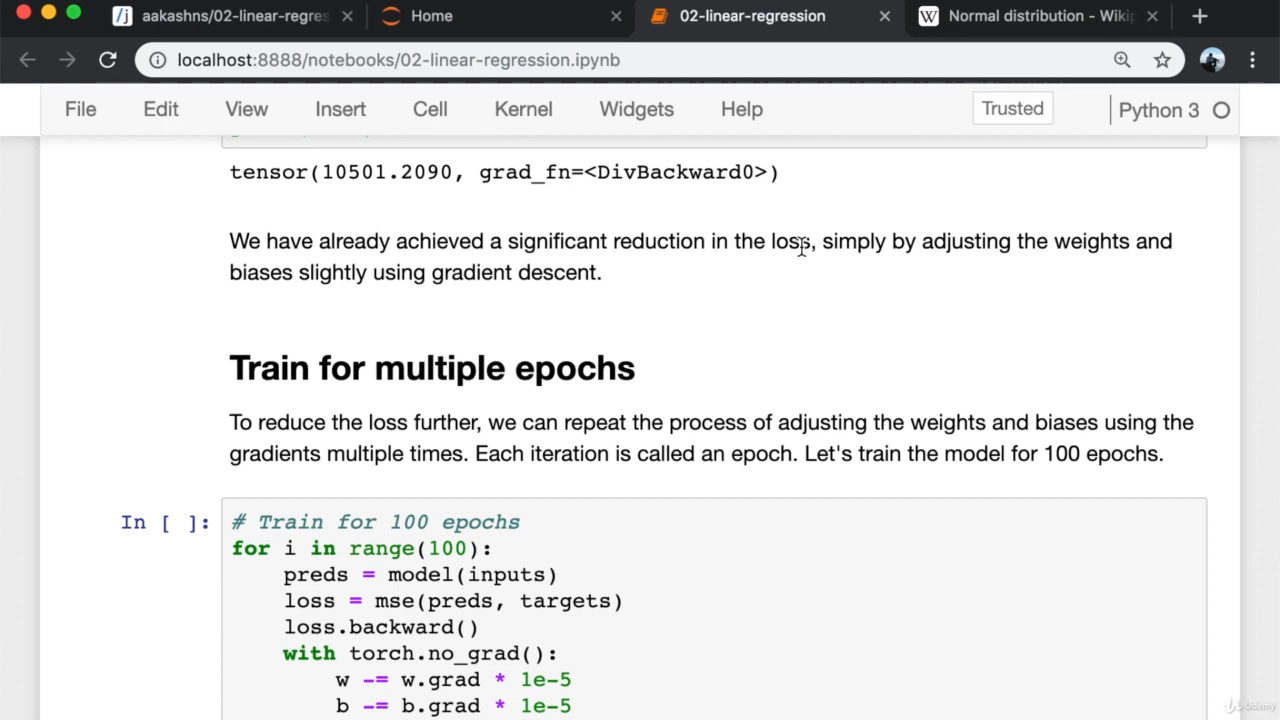 aakashns/02-linear-regres
Home
02-linear-regression
Normal distribution - Wiki
localhost:8888/notebooks/02-linear-regression.ipynb
File Edit View Insert Cell Kernel Widgets Help Trusted Python 3
tensor(10501.2090, grad_fn=<DivBackward0>)
We have already achieved a significant reduction in the loss, simply by adjusting the weights and
biases slightly using gradient descent.
Train for multiple epochs
To reduce the loss further, we can repeat the process of adjusting the weights and biases using the
gradients multiple times. Each iteration is called an epoch. Let's train the model for 100 epochs.
In [ ]: # Train for 100 epochs
for i in range(100):
    preds = model(inputs)
    loss = mse(preds, targets)
    loss.backward()
    with torch.no_grad():
        w -= w.grad * 1e-5
        b -= b.grad * 1e-5
Udemy